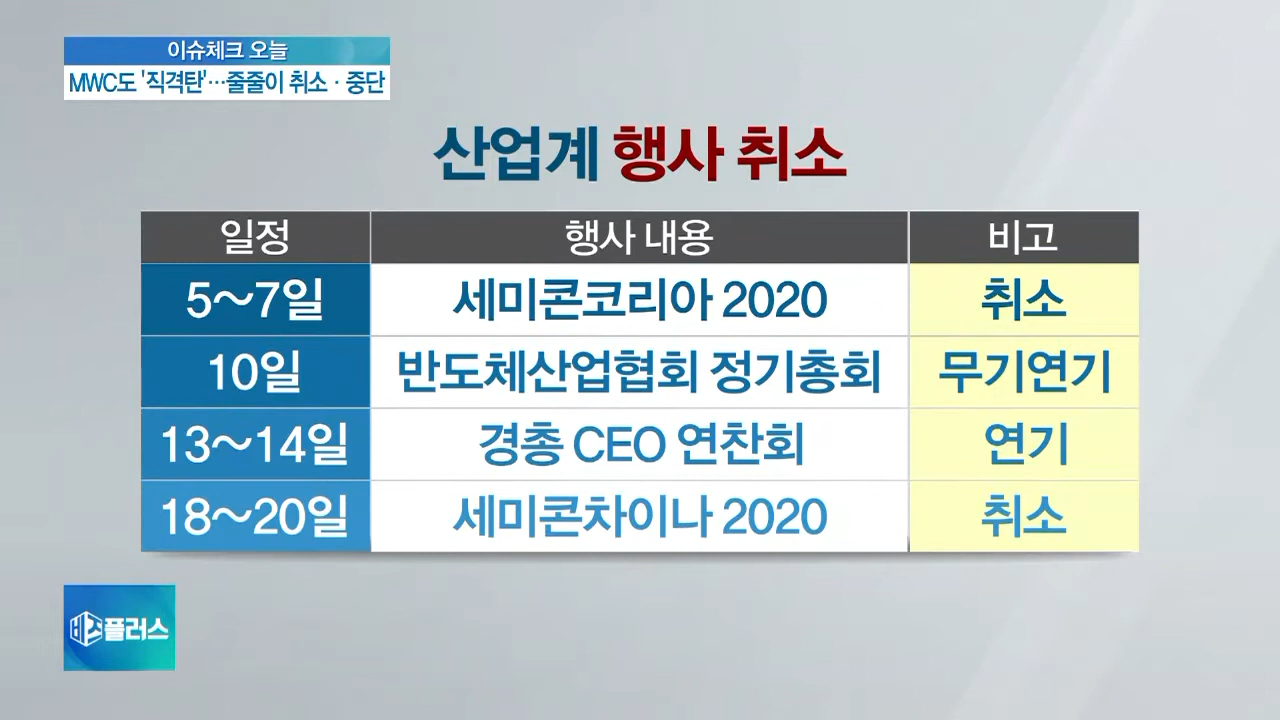 이슈체크 오늘
MWC도 '직격탄'…줄줄이 취소·중단
산업계 행사 취소
일정 행사 내용 비고
5~7일 세미콘코리아 2020 취소
10일 반도체산업협회 정기총회 무기연기
13~14일 경총 CEO 연찬회 연기
18~20일 세미콘차이나 2020 취소
비즈플러스